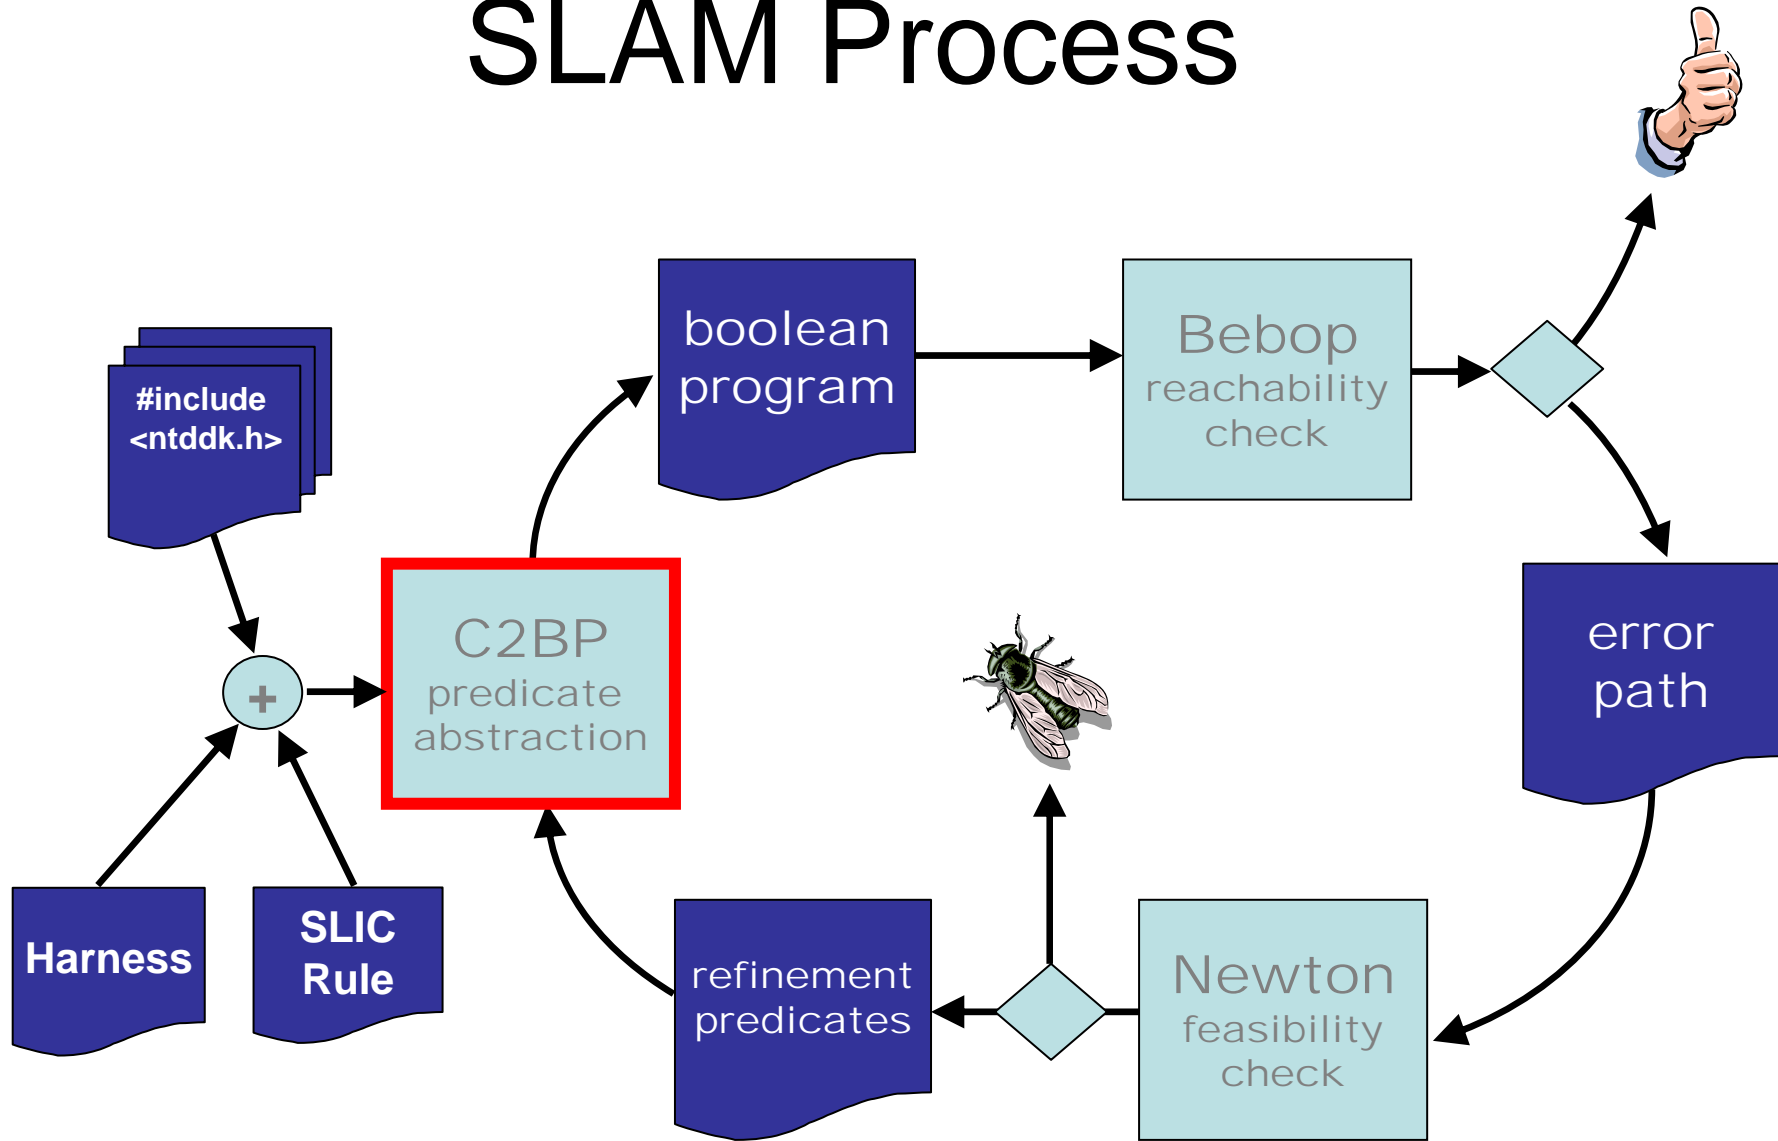 SLAM Process
boolean
program
Bebop
reachability
check
#include
<ntddk.h>
C2BP
predicate
abstraction
+
error
path
Harness
SLIC
Rule
refinement
predicates
Newton
feasibility
check